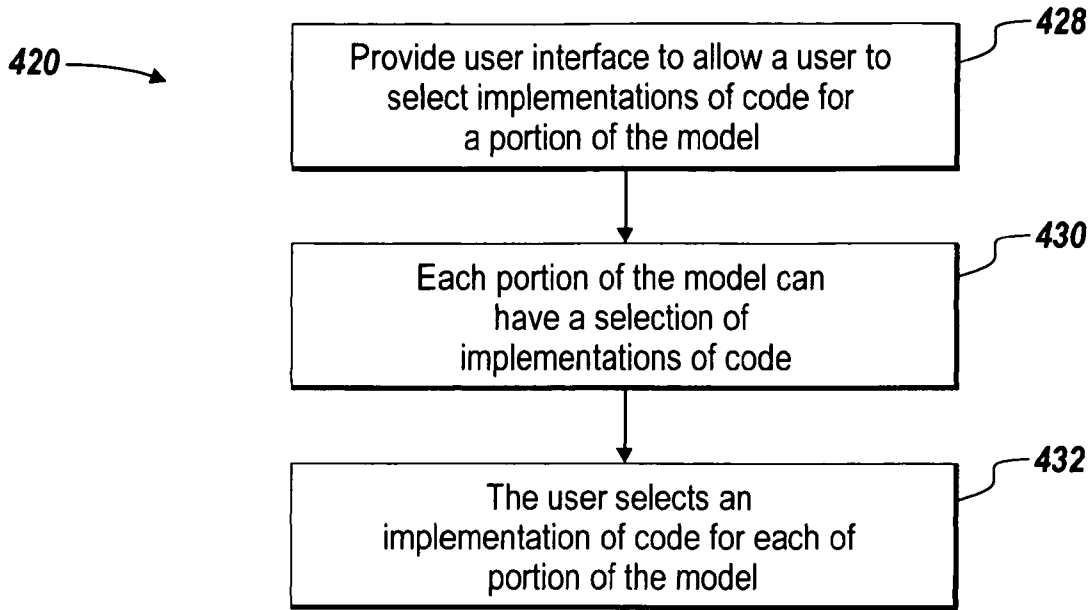 428
420
Provide user interface to allow a user to
select implementations of code for
a portion of the model
430
Each portion of the model can
have a selection of
implementations of code
432
The user selects an
implementation of code for each of
portion of the model